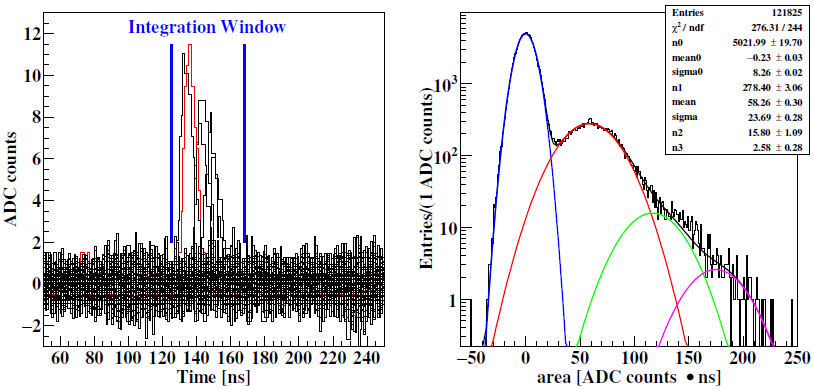 Integration Window
12
10
8
6
4
2
0
−2
ADC counts
60 80 100 120 140 160 180 200 220 240
Time [ns]
Entries 121825
χ² / ndf 276.31 / 244
n0 5021.99 ± 19.70
mean0 −0.23 ± 0.03
sigma0 8.26 ± 0.02
n1 278.40 ± 3.06
mean 58.26 ± 0.30
sigma 23.69 ± 0.28
n2 15.80 ± 1.09
n3 2.58 ± 0.28
10³
10²
10
1
Entries/(1 ADC counts)
−50 0 50 100 150 200 250
area [ADC counts • ns]